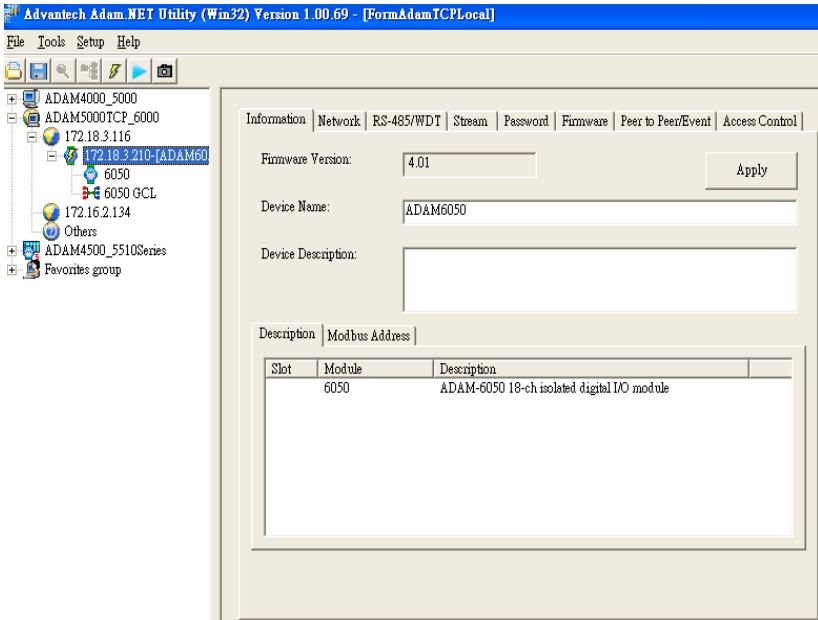 Advantech Adam.NET Utility (Win32) Version 1.00.69 - [FormAdamTCPLocal]
File Tools Setup Help
ADAM4000_5000
ADAM5000TCP_6000
172.18.3.116
172.18.3.210-[ADAM60
6050
6050 GCL
172.16.2.134
Others
ADAM4500_5510Series
Favorites group
Information Network RS-485/WDT Stream Password Firmware Peer to Peer/Event Access Control
Firmware Version: 4.01 Apply
Device Name: ADAM6050
Device Description:
Description Modbus Address
Slot Module Description
6050 ADAM-6050 18-ch isolated digital I/O module